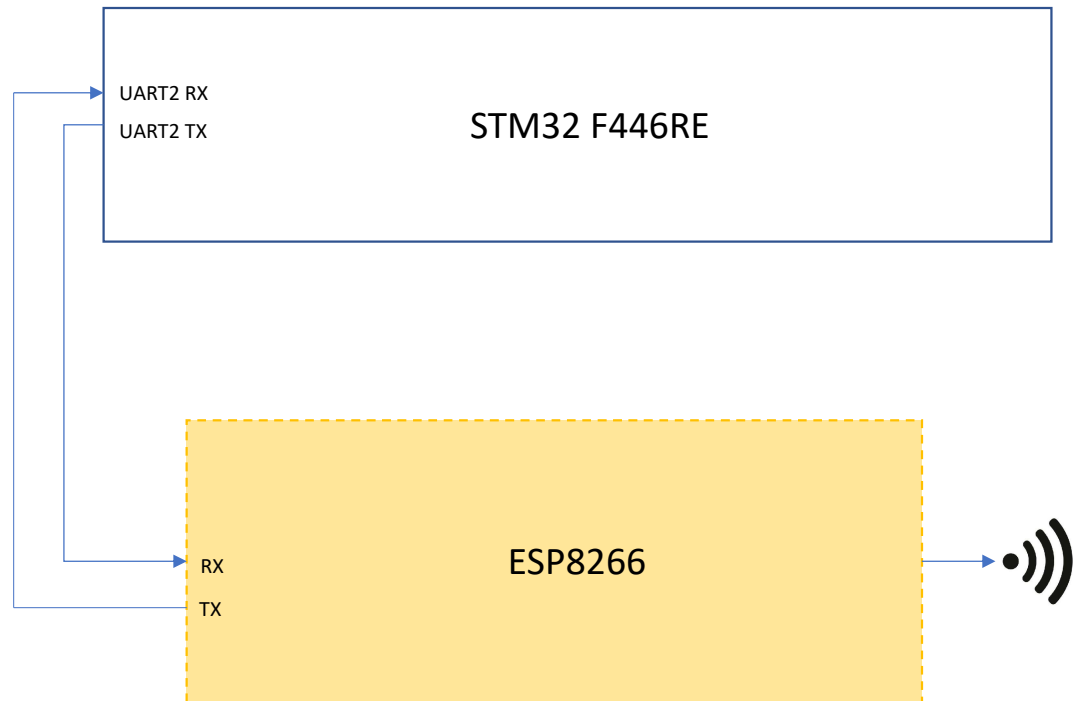 UART2 RX
UART2 TX
STM32 F446RE
ESP8266
RX
TX